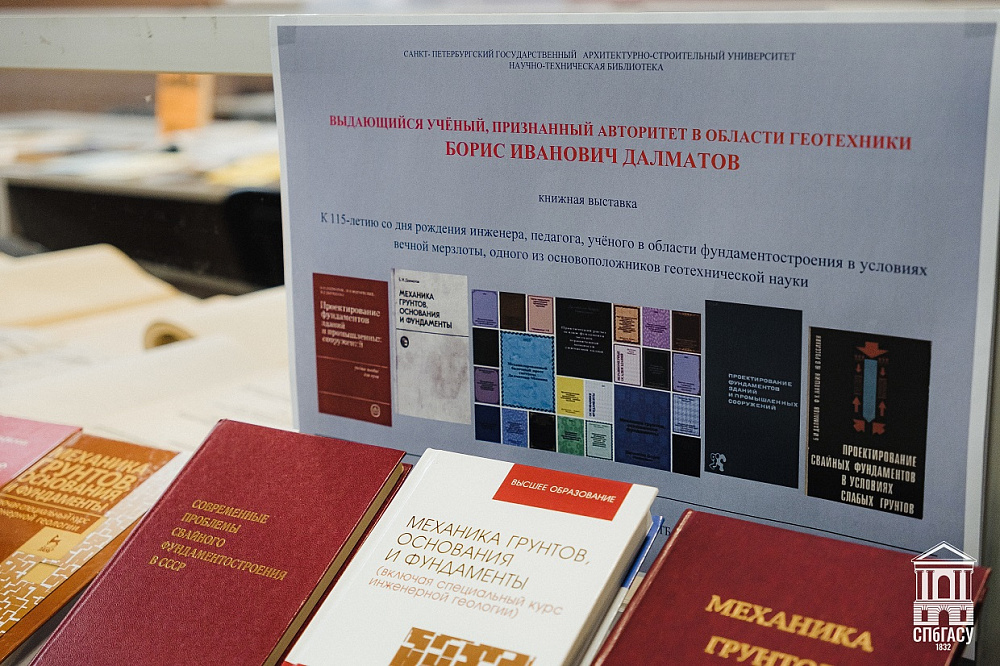 САНКТ- ПЕТЕРБУРГСКИЙ ГОСУДАРСТВЕННЫЙ АРХИТЕКТУРНО-СТРОИТЕЛЬНЫЙ УНИВЕРСИТЕТ
НАУЧНО-ТЕХНИЧЕСКАЯ БИБЛИОТЕКА
ВЫДАЮЩИЙСЯ УЧЁНЫЙ, ПРИЗНАННЫЙ АВТОРИТЕТ В ОБЛАСТИ ГЕОТЕХНИКИ
БОРИС ИВАНОВИЧ ДАЛМАТОВ
книжная выставка
К 115-летию со дня рождения инженера, педагога, учёного в области фундаментостроения в условиях
вечной мерзлоты, одного из основоположников геотехнической науки
Проектирование
фундаментов
зданий
и промышленных
сооружений
МЕХАНИКА
ГРУНТОВ,
ОСНОВАНИЯ
И ФУНДАМЕНТЫ
ПРОЕКТИРОВАНИЕ
ФУНДАМЕНТОВ
ЗДАНИЙ
И ПРОМЫШЛЕННЫХ
СООРУЖЕНИЙ
ПРОЕКТИРОВАНИЕ
СВАЙНЫХ ФУНДАМЕНТОВ
В УСЛОВИЯХ
СЛАБЫХ ГРУНТОВ
МЕХАНИКА
ГРУНТОВ
ОСНОВАНИЯ
И ФУНДАМЕНТЫ
СОВРЕМЕННЫЕ
ПРОБЛЕМЫ
СВАЙНОГО
ФУНДАМЕНТОСТРОЕНИЯ
В СССР
ВЫСШЕЕ ОБРАЗОВАНИЕ
МЕХАНИКА ГРУНТОВ,
ОСНОВАНИЯ
И ФУНДАМЕНТЫ
(включая специальный курс
инженерной геологии)
МЕХАНИКА
ГРУНТОВ
СПбГАСУ
1832